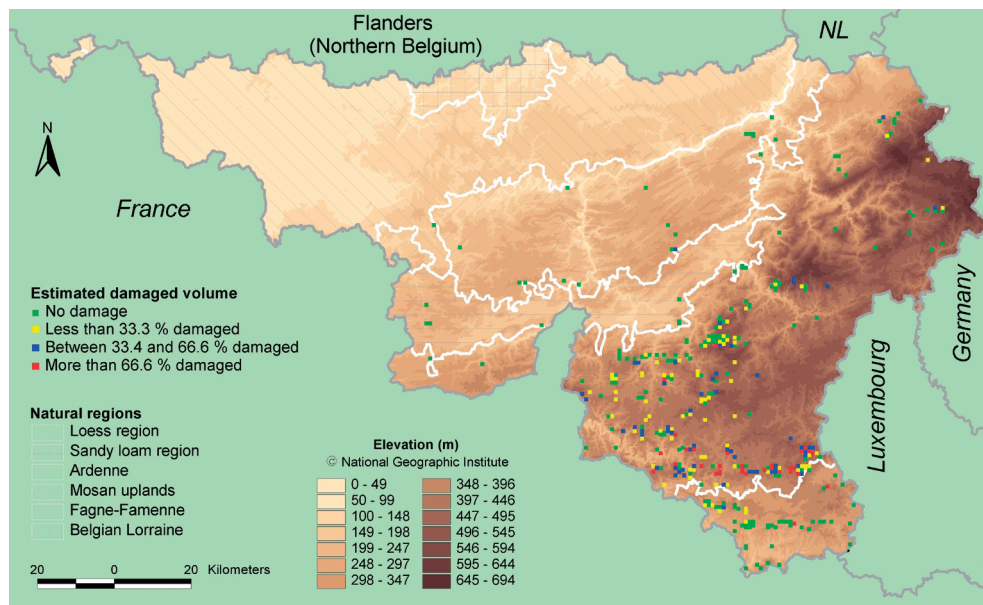 Flanders
(Northern Belgium)
NL
N
France
Germany
Luxembourg
Estimated damaged volume
No damage
Less than 33.3 % damaged
Between 33.4 and 66.6 % damaged
More than 66.6 % damaged
Natural regions
Loess region
Sandy loam region
Ardenne
Mosan uplands
Fagne-Famenne
Belgian Lorraine
20 0 20 Kilometers
Elevation (m)
© National Geographic Institute
0 - 49
50 - 99
100 - 148
149 - 198
199 - 247
248 - 297
298 - 347
348 - 396
397 - 446
447 - 495
496 - 545
546 - 594
595 - 644
645 - 694